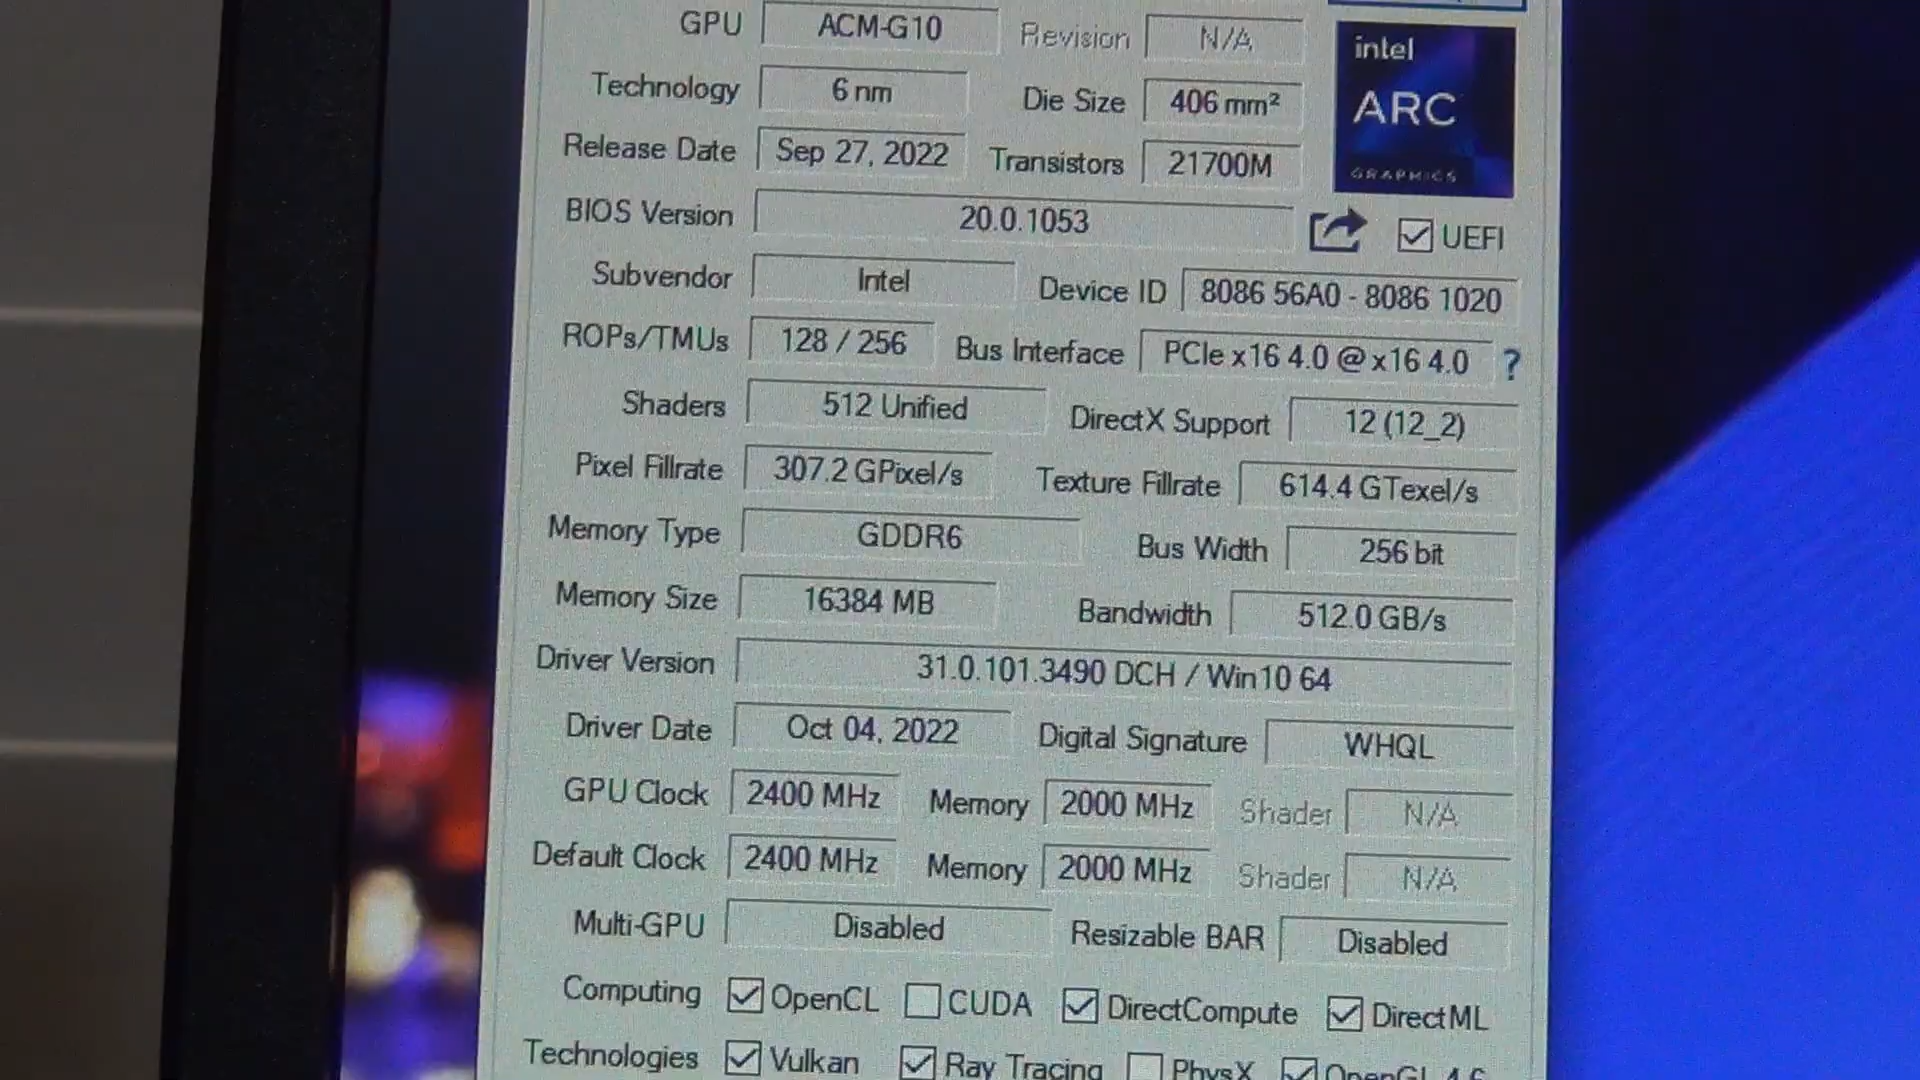 GPU ACM-G10 Revision N/A
intel
ARC
GRAPHICS
Technology 6 nm Die Size 406 mm²
Release Date Sep 27, 2022 Transistors 21700M
BIOS Version 20.0.1053 UEFI
Subvendor Intel Device ID 8086 56A0 - 8086 1020
ROPs/TMUs 128 / 256 Bus Interface PCIe x16 4.0 @ x16 4.0 ?
Shaders 512 Unified DirectX Support 12 (12_2)
Pixel Fillrate 307.2 GPixel/s Texture Fillrate 614.4 GTexel/s
Memory Type GDDR6 Bus Width 256 bit
Memory Size 16384 MB Bandwidth 512.0 GB/s
Driver Version 31.0.101.3490 DCH / Win10 64
Driver Date Oct 04, 2022 Digital Signature WHQL
GPU Clock 2400 MHz Memory 2000 MHz Shader N/A
Default Clock 2400 MHz Memory 2000 MHz Shader N/A
Multi-GPU Disabled Resizable BAR Disabled
Computing OpenCL CUDA DirectCompute DirectML
Technologies Vulkan Ray Tracing PhysX OpenGL 4.6